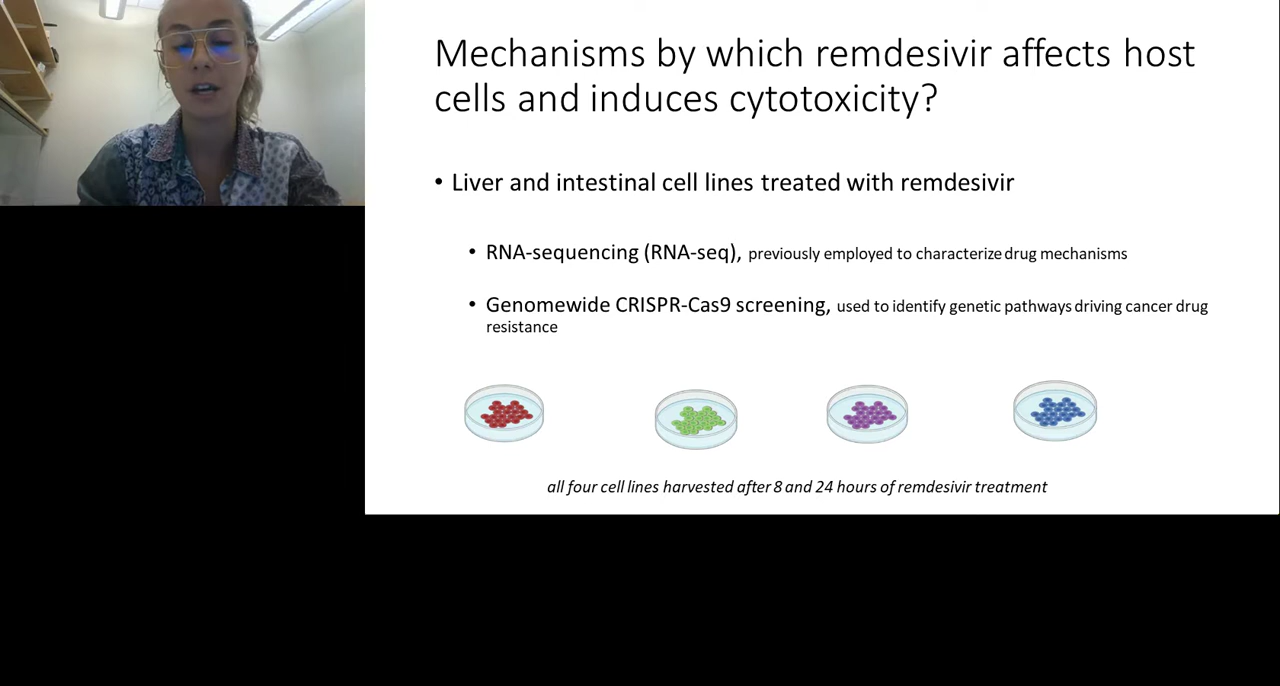 Mechanisms by which remdesivir affects host
cells and induces cytotoxicity?
• Liver and intestinal cell lines treated with remdesivir
• RNA-sequencing (RNA-seq), previously employed to characterize drug mechanisms
• Genomewide CRISPR-Cas9 screening, used to identify genetic pathways driving cancer drug
resistance
all four cell lines harvested after 8 and 24 hours of remdesivir treatment